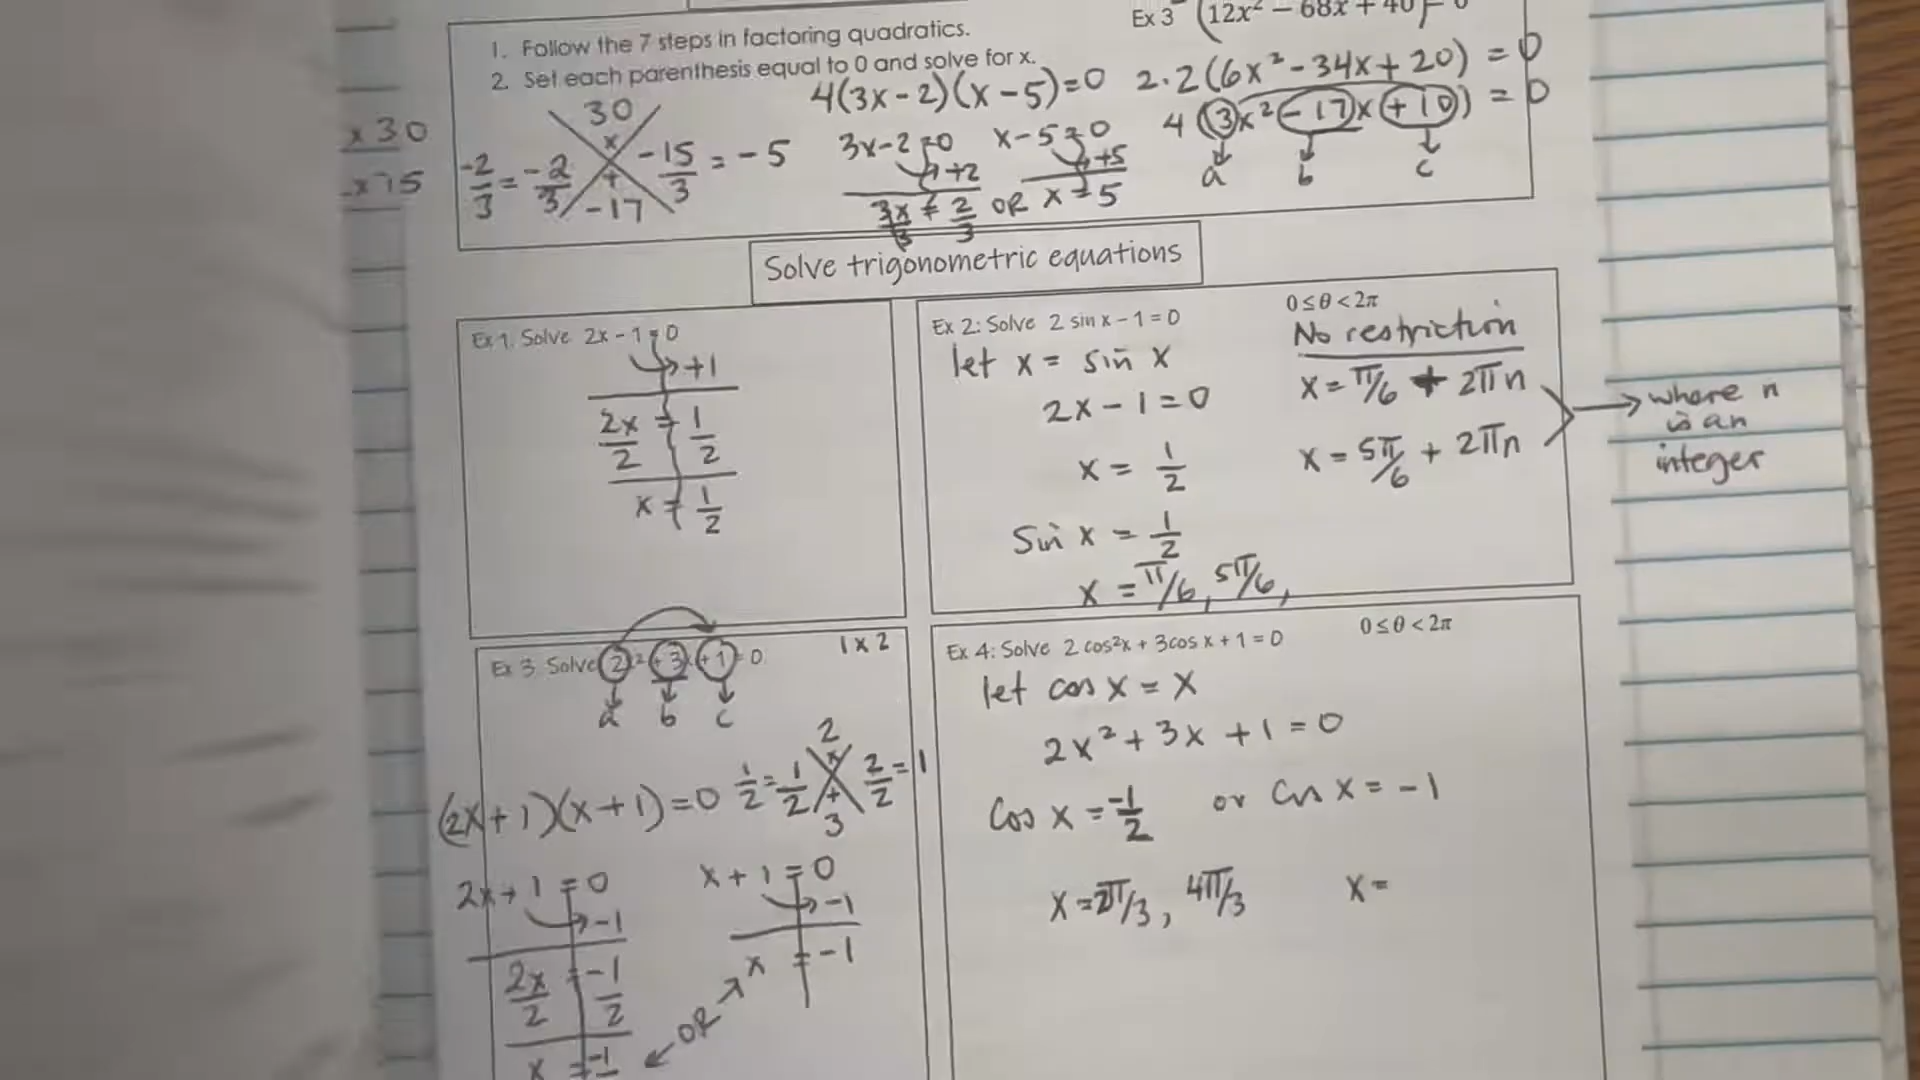 Ex 3 (12x² − 68x + 40) = 0
1. Follow the 7 steps in factoring quadratics.
2. Set each parenthesis equal to 0 and solve for x.
2·2(6x² − 34x + 20) = 0
4(3x² − 17x + 10) = 0
a b c
4(3x − 2)(x − 5) = 0
x 30
x 15
30
x
-2/3 = -2/3 -15/3 = -5
+
-17
3x − 2 = 0
+2
3x/3 = 2/3
OR
x − 5 = 0
+5
x = 5
Solve trigonometric equations
Ex 1. Solve 2x − 1 = 0
+1
2x/2 = 1/2
x = 1/2
Ex 2: Solve 2 sin x − 1 = 0
0 ≤ θ < 2π
let x = sin x
2x − 1 = 0
x = 1/2
sin x = 1/2
x = π/6, 5π/6,
No restriction
x = π/6 + 2πn
x = 5π/6 + 2πn
where n
is an
integer
Ex 3. Solve 2 ² + 3 + 1 = 0
1 x 2
a b c
2
x
1/2 = 1/2 2/2 = 1
+
3
(2x + 1)(x + 1) = 0
2x + 1 = 0
-1
2x/2 = -1/2
x = -1
OR
x + 1 = 0
-1
x = -1
Ex 4: Solve 2 cos²x + 3cos x + 1 = 0
0 ≤ θ < 2π
let cos x = x
2x² + 3x + 1 = 0
cos x = -1/2 or cos x = -1
x = 2π/3, 4π/3 x =